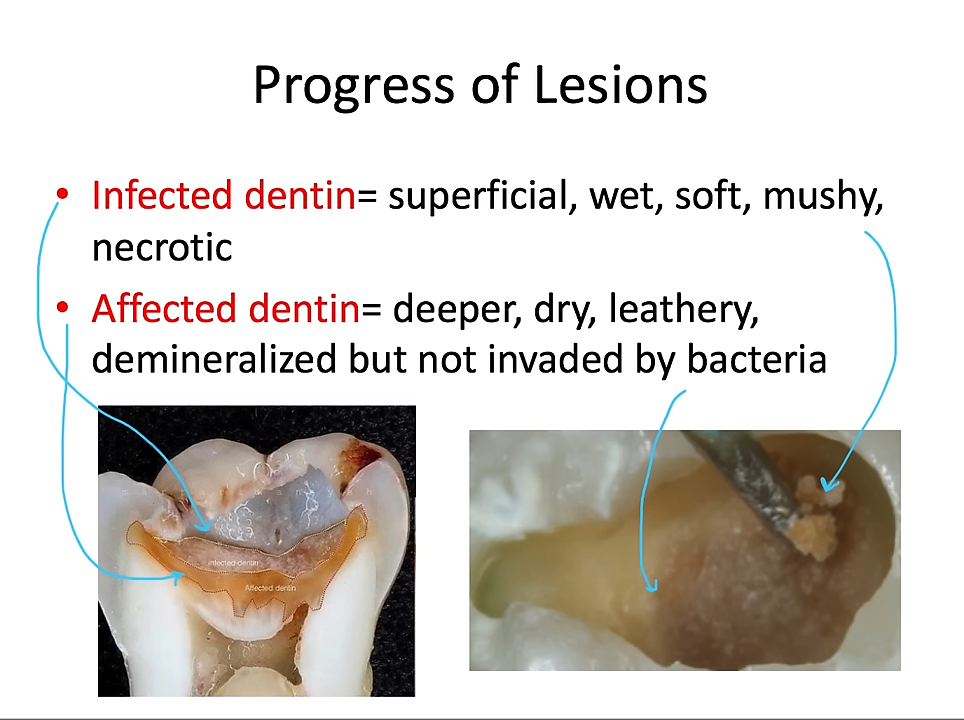 Progress of Lesions
• Infected dentin= superficial, wet, soft, mushy,
necrotic
• Affected dentin= deeper, dry, leathery,
demineralized but not invaded by bacteria
Infected dentin
Affected dentin